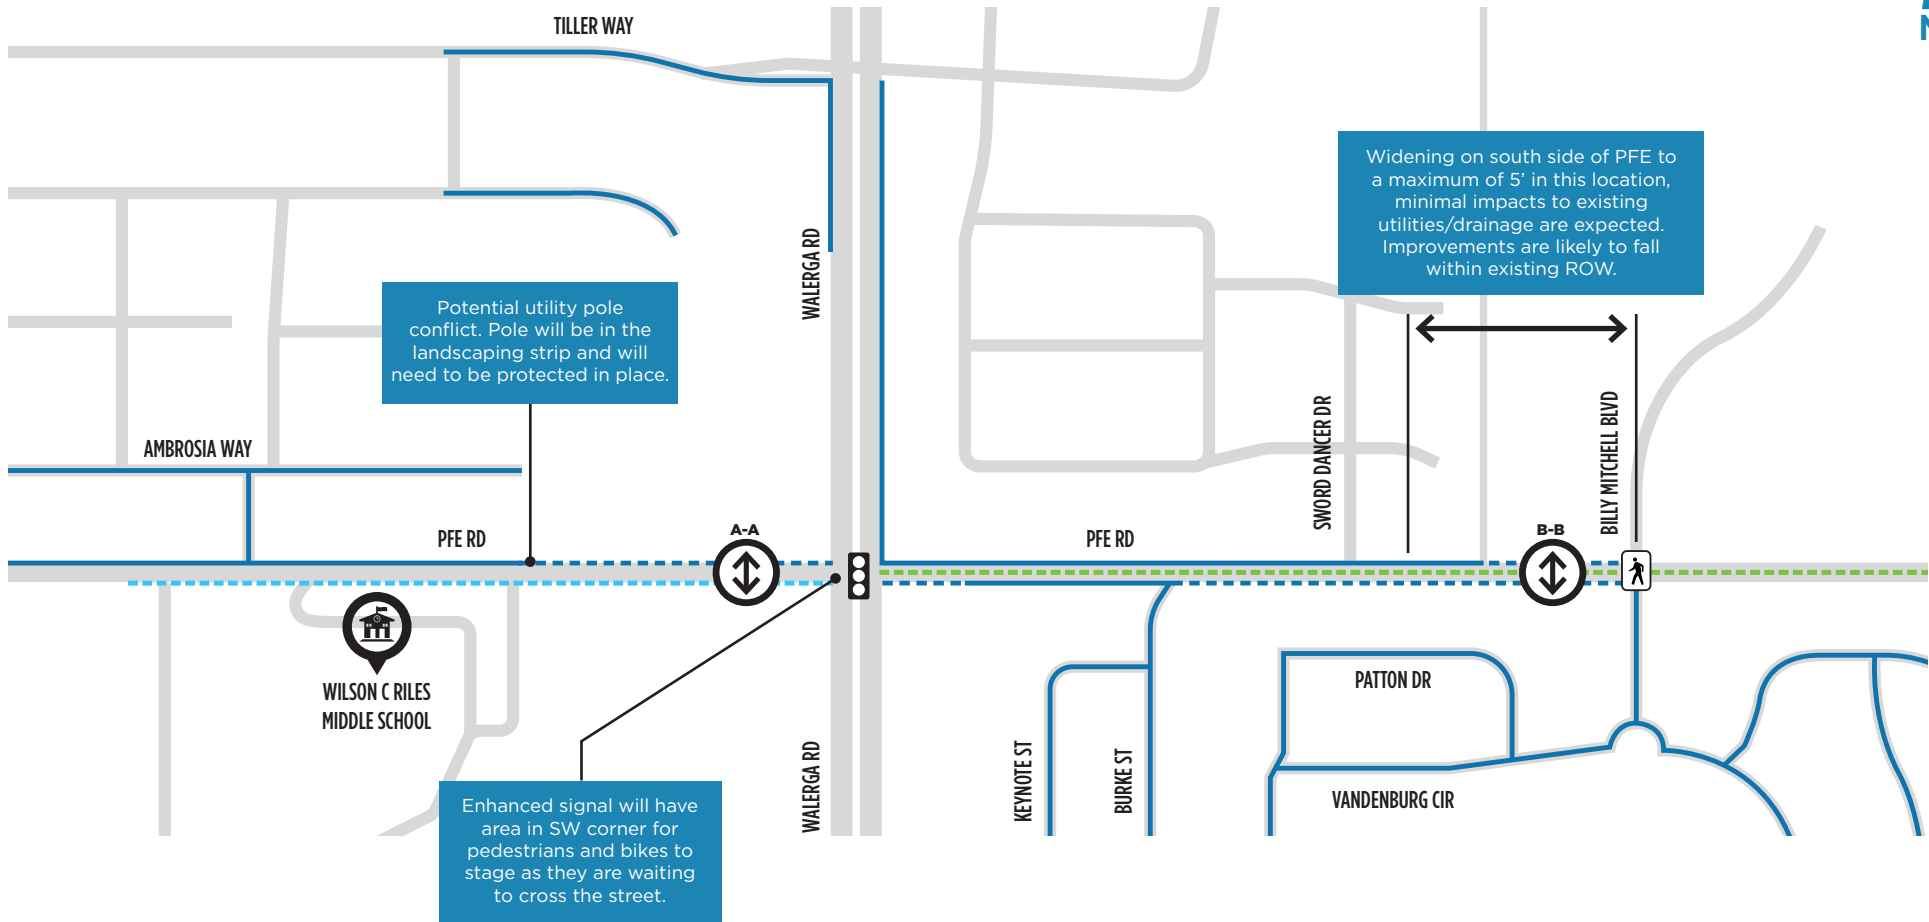 TILLER WAY
N
Widening on south side of PFE to
a maximum of 5' in this location,
minimal impacts to existing
utilities/drainage are expected.
Improvements are likely to fall
within existing ROW.
WALERGA RD
Potential utility pole
conflict. Pole will be in the
landscaping strip and will
need to be protected in place.
SWORD DANCER DR
BILLY MITCHELL BLVD
AMBROSIA WAY
PFE RD
A-A
PFE RD
B-B
WILSON C RILES
MIDDLE SCHOOL
PATTON DR
WALERGA RD
KEYNOTE ST
BURKE ST
VANDENBURG CIR
Enhanced signal will have
area in SW corner for
pedestrians and bikes to
stage as they are waiting
to cross the street.